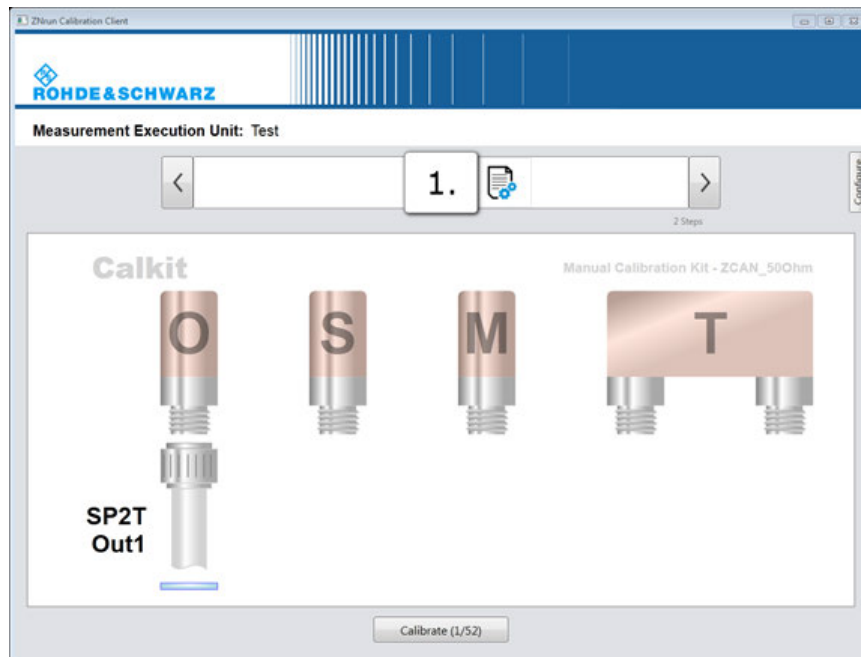 ZNrun Calibration Client
ROHDE&SCHWARZ
Measurement Execution Unit: Test
1.
Configure
2 Steps
Calkit
Manual Calibration Kit - ZCAN_50Ohm
O S M T
SP2T
Out1
Calibrate (1/52)